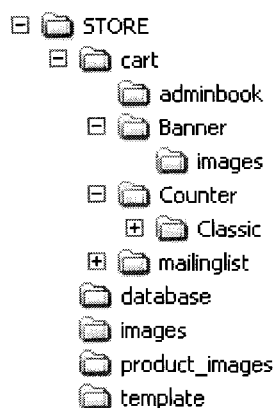 STORE
cart
adminbook
Banner
images
Counter
Classic
mailinglist
database
images
product_images
template